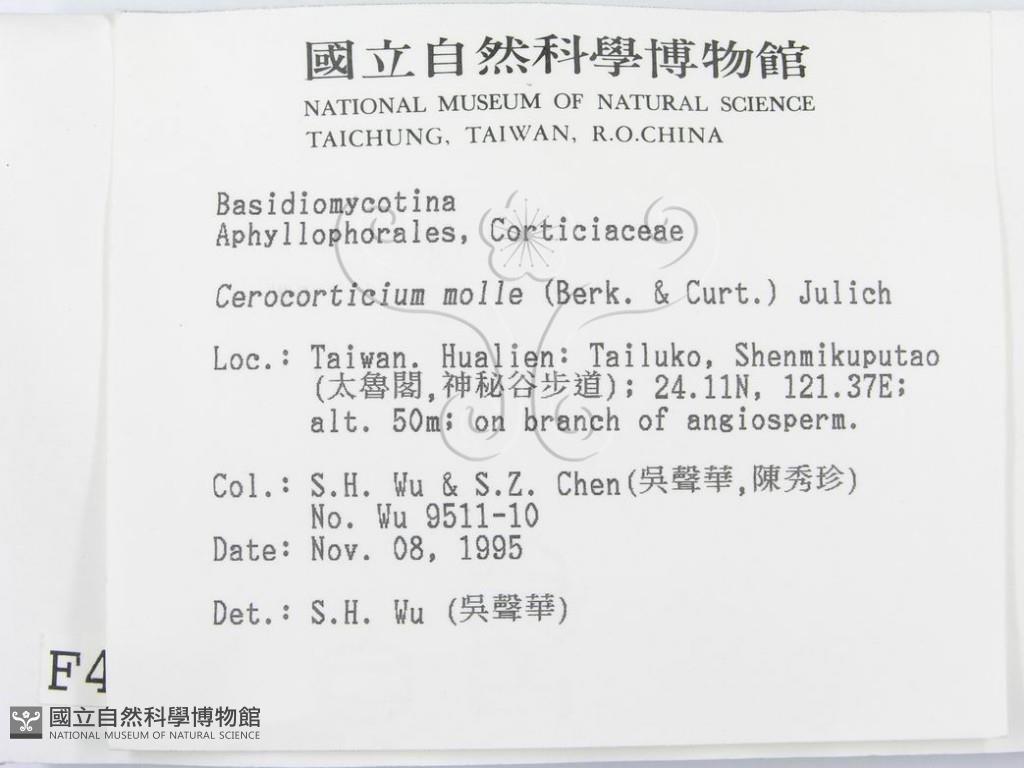 國立自然科學博物館
NATIONAL MUSEUM OF NATURAL SCIENCE
TAICHUNG, TAIWAN, R.O.CHINA
Basidiomycotina
Aphyllophorales, Corticiaceae
Cerocorticium molle (Berk. & Curt.) Julich
Loc.: Taiwan. Hualien: Tailuko, Shenmikuputao
(太魯閣,神秘谷步道); 24.11N, 121.37E;
alt. 50m; on branch of angiosperm.
Col.: S.H. Wu & S.Z. Chen(吳聲華,陳秀珍)
No. Wu 9511-10
Date: Nov. 08, 1995
Det.: S.H. Wu (吳聲華)
F4
國立自然科學博物館
NATIONAL MUSEUM OF NATURAL SCIENCE